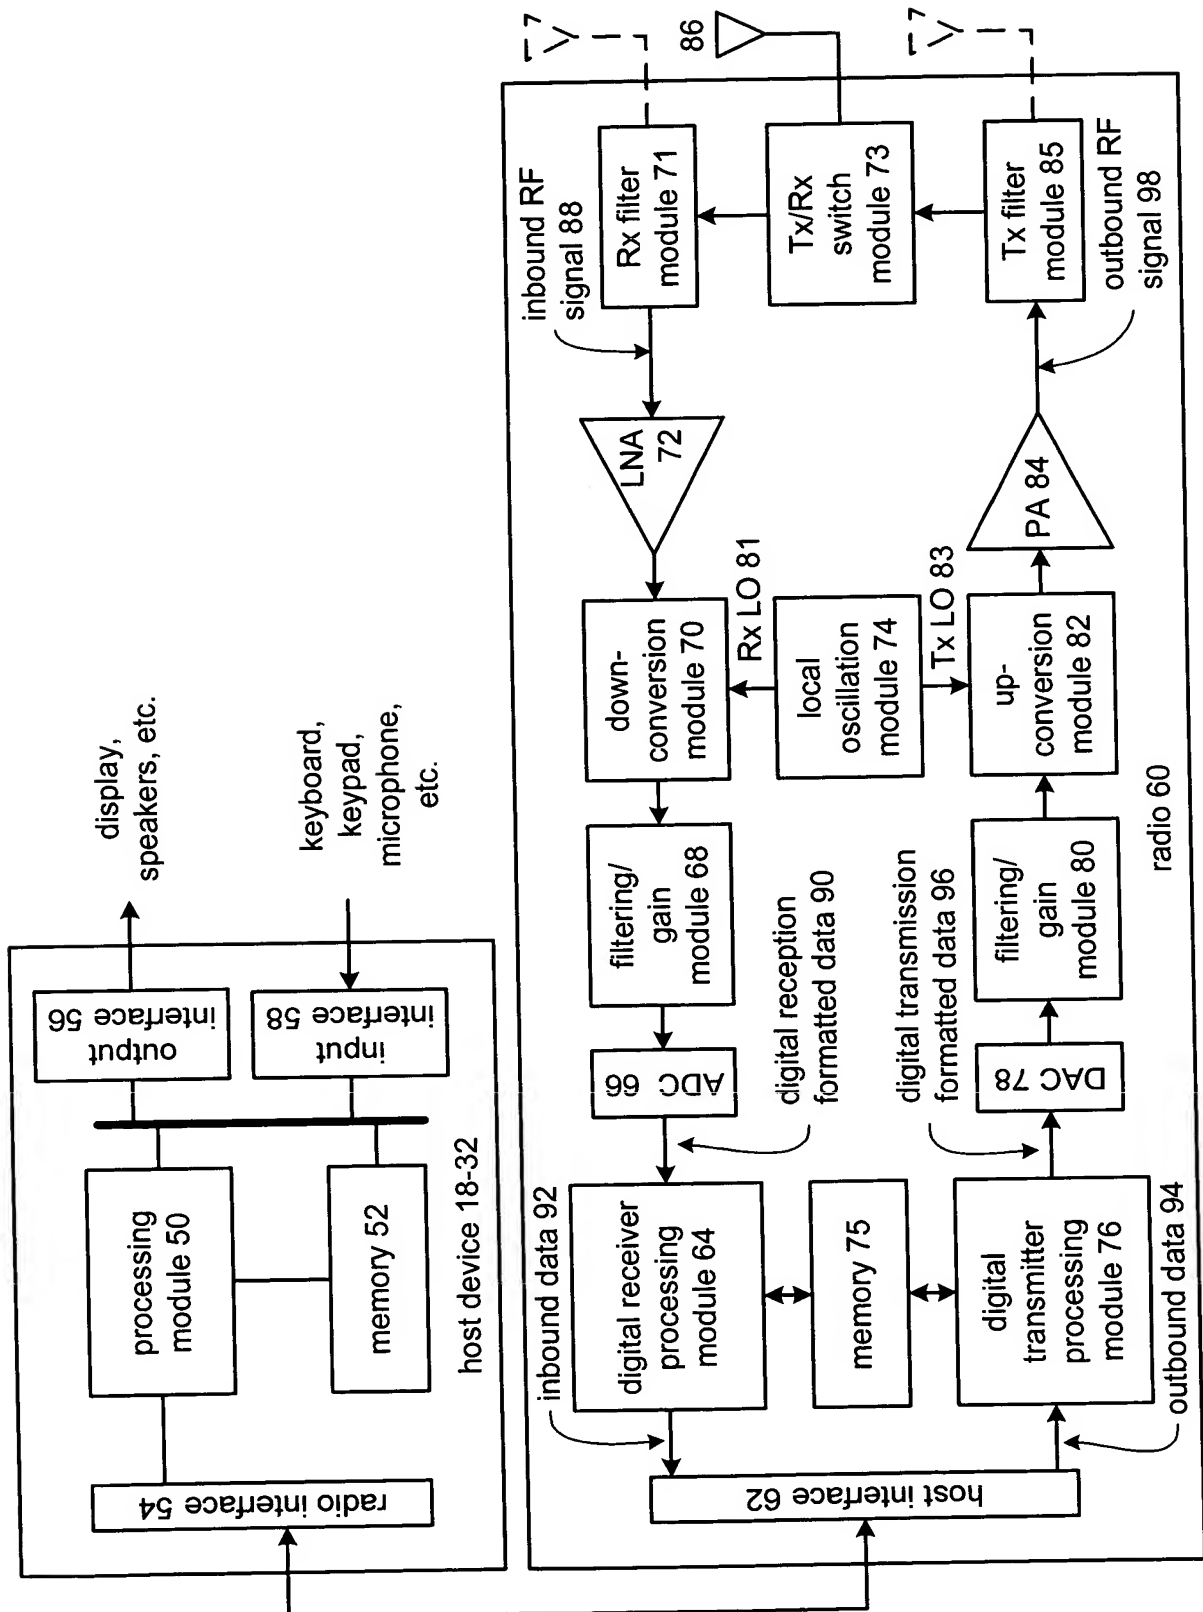 display,
speakers, etc.
keyboard,
keypad,
microphone,
etc.
output
interface 56
input
interface 58
processing
module 50
memory 52
radio interface 54
host device 18-32
86
inbound RF
signal 88
Rx filter
module 71
Tx/Rx
switch
module 73
Tx filter
module 85
outbound RF
signal 98
LNA
72
PA 84
down-
conversion
module 70
Rx LO 81
local
oscillation
module 74
Tx LO 83
up-
conversion
module 82
filtering/
gain
module 68
filtering/
gain
module 80
radio 60
ADC 66
digital reception
formatted data 90
digital transmission
formatted data 96
DAC 78
inbound data 92
digital receiver
processing
module 64
memory 75
digital
transmitter
processing
module 76
outbound data 94
host interface 62